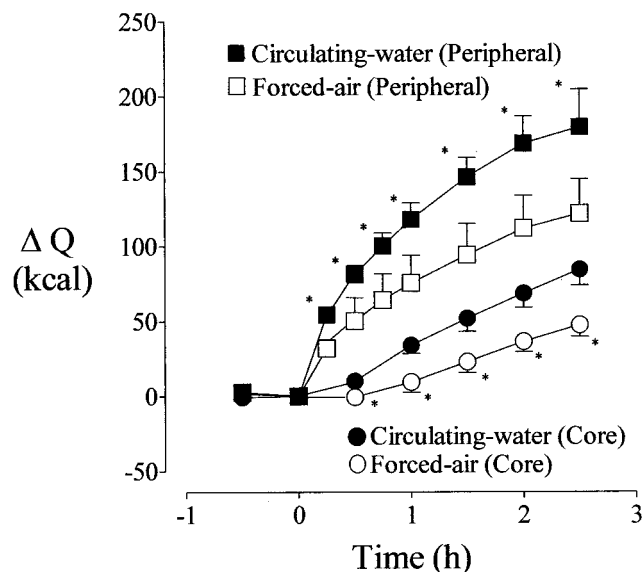 250
Circulating-water (Peripheral)
Forced-air (Peripheral)
200
* * * * * * *
150
Δ Q
(kcal)
100
50
0
* * * * *
Circulating-water (Core)
Forced-air (Core)
-50
-1 0 1 2 3
Time (h)